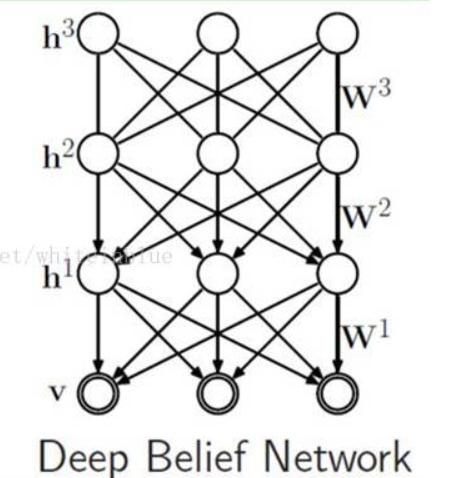 h³
W³
h²
W²
h¹
W¹
v
Deep Belief Network